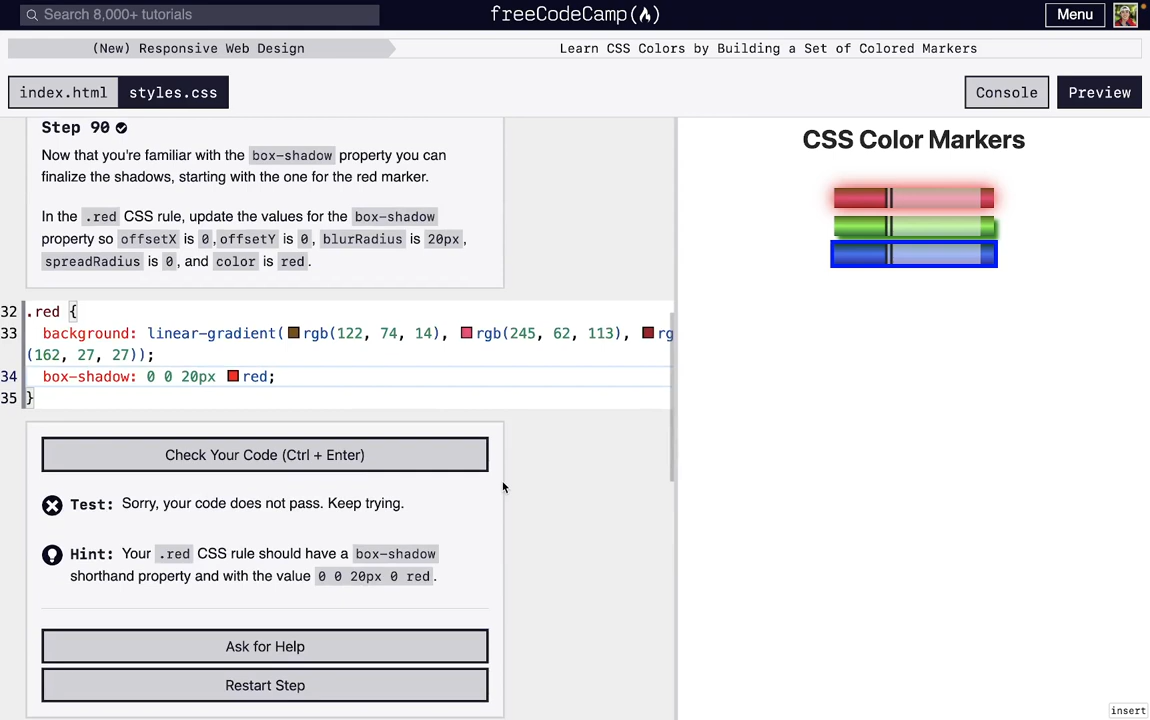 Search 8,000+ tutorials
freeCodeCamp
Menu
(New) Responsive Web Design
Learn CSS Colors by Building a Set of Colored Markers
index.html
styles.css
Console
Preview
Step 90
Now that you're familiar with the box-shadow property you can
finalize the shadows, starting with the one for the red marker.
In the .red CSS rule, update the values for the box-shadow
property so offsetX is 0, offsetY is 0, blurRadius is 20px,
spreadRadius is 0, and color is red.
32 .red {
33 background: linear-gradient(rgb(122, 74, 14), rgb(245, 62, 113), rg
(162, 27, 27));
34 box-shadow: 0 0 20px red;
35 }
Check Your Code (Ctrl + Enter)
Test: Sorry, your code does not pass. Keep trying.
Hint: Your .red CSS rule should have a box-shadow
shorthand property and with the value 0 0 20px 0 red.
Ask for Help
Restart Step
CSS Color Markers
insert